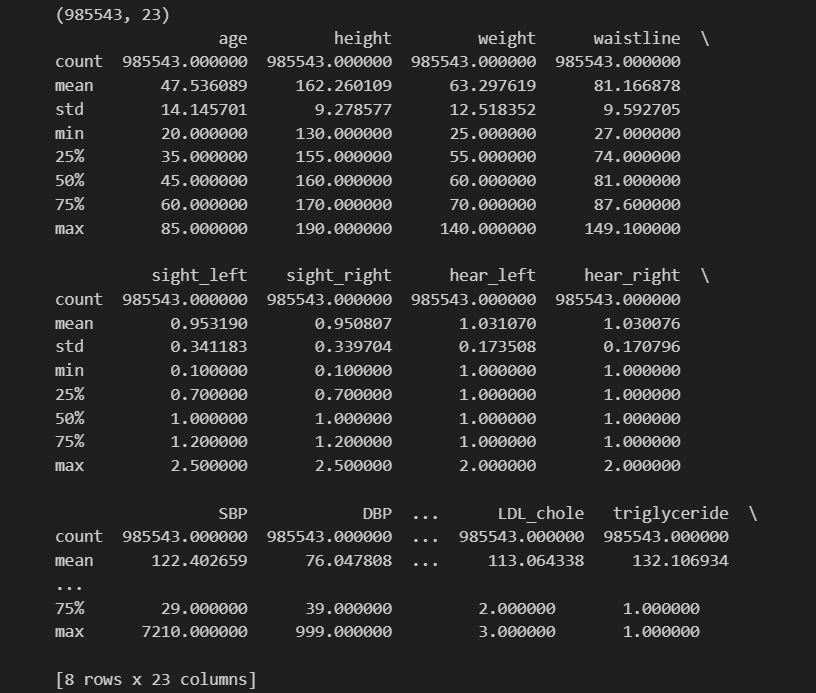 (985543, 23)
age height weight waistline \
count 985543.000000 985543.000000 985543.000000 985543.000000
mean 47.536089 162.260109 63.297619 81.166878
std 14.145701 9.278577 12.518352 9.592705
min 20.000000 130.000000 25.000000 27.000000
25% 35.000000 155.000000 55.000000 74.000000
50% 45.000000 160.000000 60.000000 81.000000
75% 60.000000 170.000000 70.000000 87.600000
max 85.000000 190.000000 140.000000 149.100000
sight_left sight_right hear_left hear_right \
count 985543.000000 985543.000000 985543.000000 985543.000000
mean 0.953190 0.950807 1.031070 1.030076
std 0.341183 0.339704 0.173508 0.170796
min 0.100000 0.100000 1.000000 1.000000
25% 0.700000 0.700000 1.000000 1.000000
50% 1.000000 1.000000 1.000000 1.000000
75% 1.200000 1.200000 1.000000 1.000000
max 2.500000 2.500000 2.000000 2.000000
SBP DBP ... LDL_chole triglyceride \
count 985543.000000 985543.000000 ... 985543.000000 985543.000000
mean 122.402659 76.047808 ... 113.064338 132.106934
...
75% 29.000000 39.000000 2.000000 1.000000
max 7210.000000 999.000000 3.000000 1.000000
[8 rows x 23 columns]